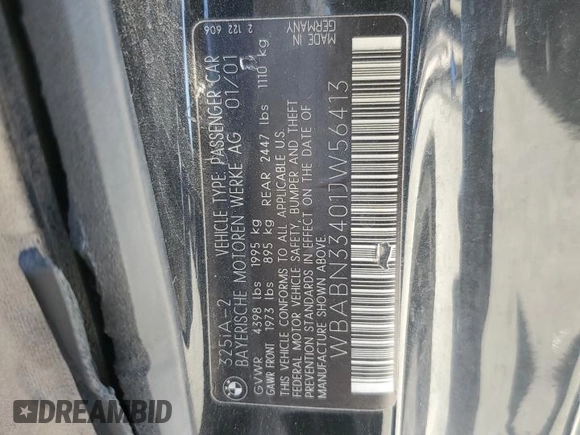 2 122 606
MADE IN
GERMANY
325iA-2 VEHICLE TYPE: PASSENGER CAR
BAYERISCHE MOTOREN WERKE AG 01/01
GVWR 4398 lbs 1995 kg
GAWR FRONT 1973 lbs 895 kg REAR 2447 lbs 1110 kg
THIS VEHICLE CONFORMS TO ALL APPLICABLE
FEDERAL MOTOR VEHICLE SAFETY, BUMPER AND THEFT
PREVENTION STANDARDS IN EFFECT ON THE DATE OF
MANUFACTURE SHOWN ABOVE.
WBABN33401JW56413
DREAMBID